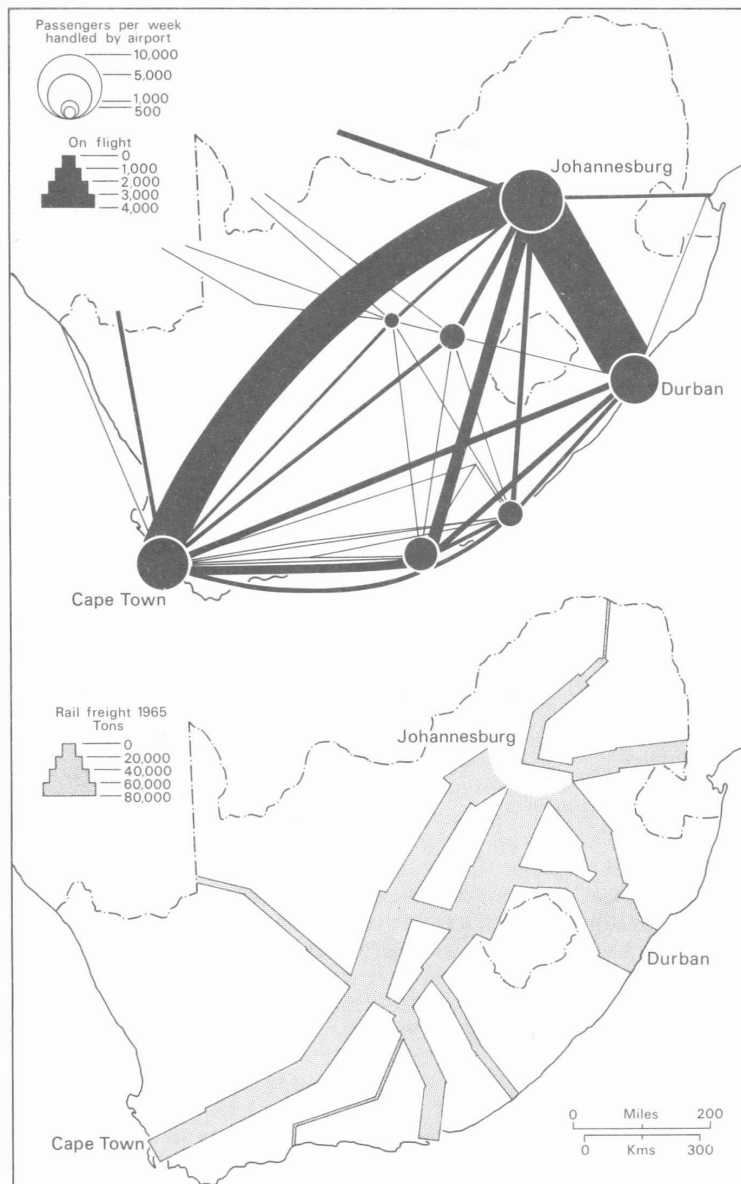 Passengers per week
handled by airport
10,000
5,000
1,000
500
On flight
0
1,000
2,000
3,000
4,000
Johannesburg
Durban
Cape Town
Rail freight 1965
Tons
0
20,000
40,000
60,000
80,000
Johannesburg
Durban
Cape Town
0 Miles 200
0 Kms 300